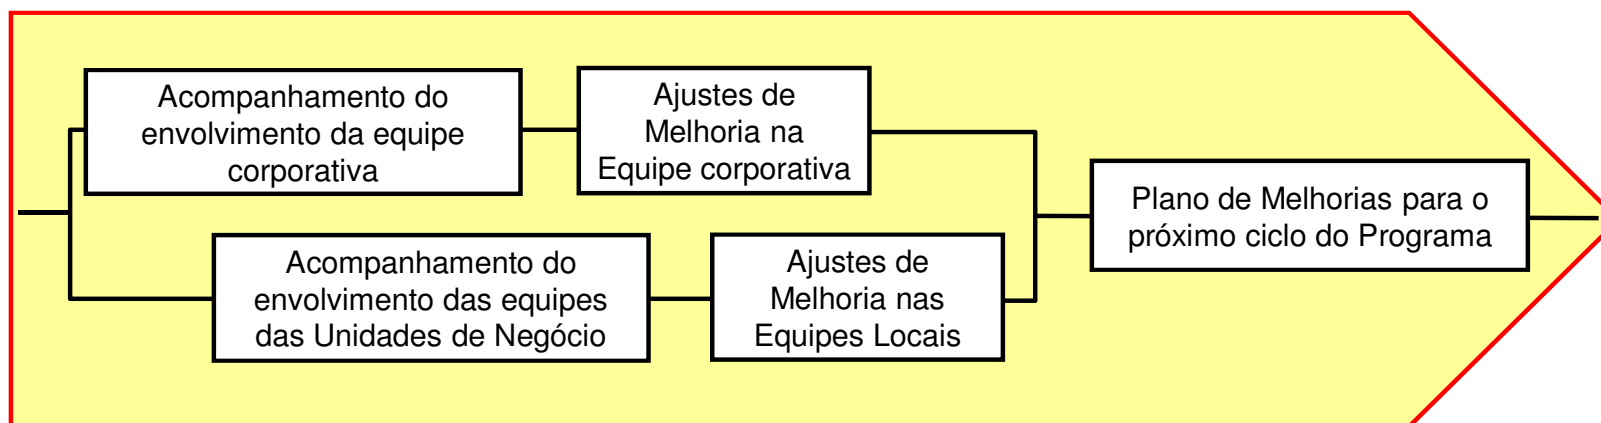 Acompanhamento do
envolvimento da equipe
corporativa
Ajustes de
Melhoria na
Equipe corporativa
Acompanhamento do
envolvimento das equipes
das Unidades de Negócio
Ajustes de
Melhoria nas
Equipes Locais
Plano de Melhorias para o
próximo ciclo do Programa